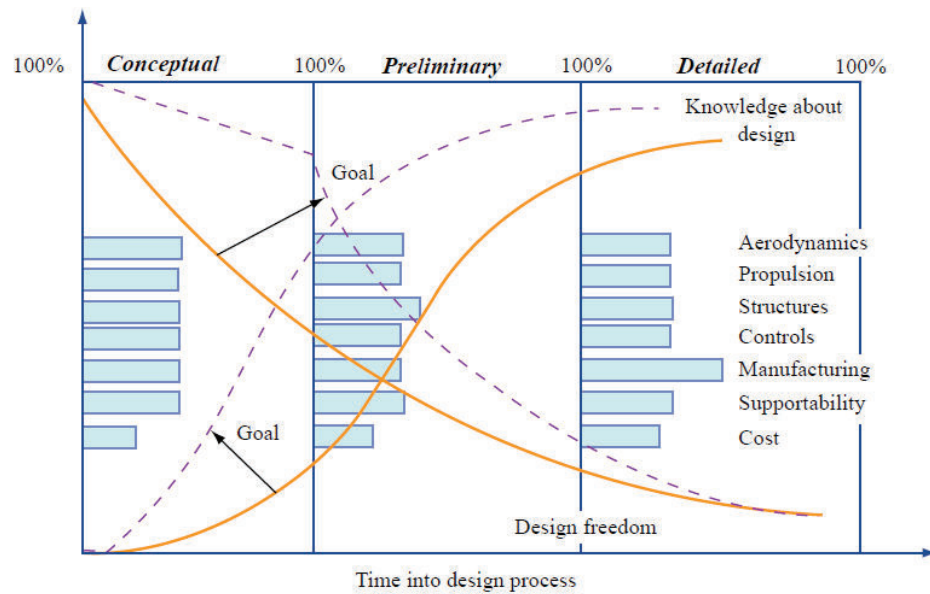 Conceptual Preliminary Detailed
100% 100% 100% 100%
Knowledge about
design
Goal
Aerodynamics
Propulsion
Structures
Controls
Manufacturing
Supportability
Goal
Cost
Design freedom
Time into design process